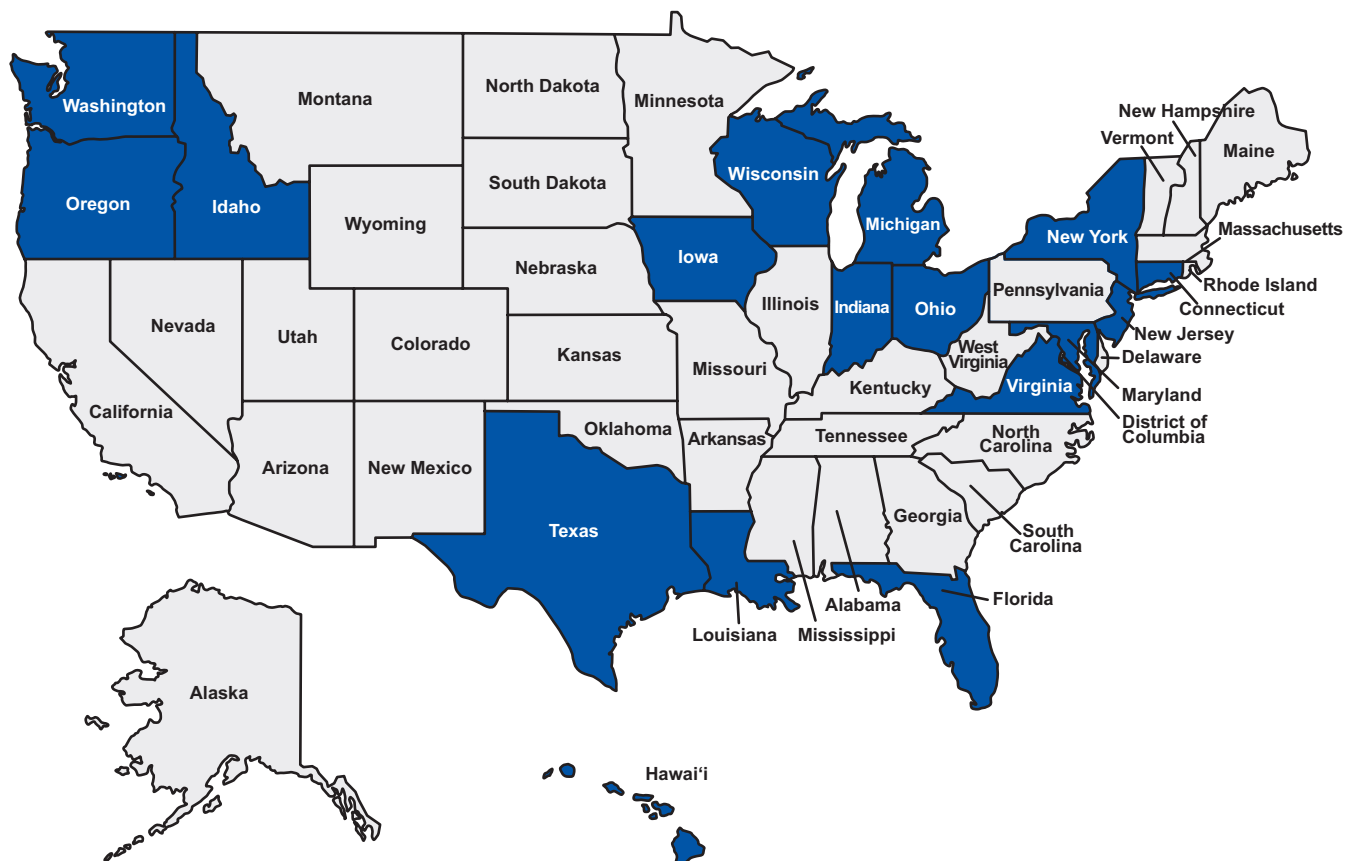 Washington
Montana
North Dakota
Minnesota
New Hampshire
Vermont
Maine
Oregon
Idaho
Wyoming
South Dakota
Wisconsin
Michigan
New York
Massachusetts
Nebraska
Iowa
Illinois
Indiana
Ohio
Pennsylvania
Rhode Island
Connecticut
New Jersey
Delaware
Maryland
District of
Columbia
Nevada
Utah
Colorado
Kansas
Missouri
Kentucky
West
Virginia
Virginia
California
Arizona
New Mexico
Oklahoma
Arkansas
Tennessee
North
Carolina
Texas
Georgia
South
Carolina
Louisiana
Mississippi
Alabama
Florida
Alaska
Hawai‘i